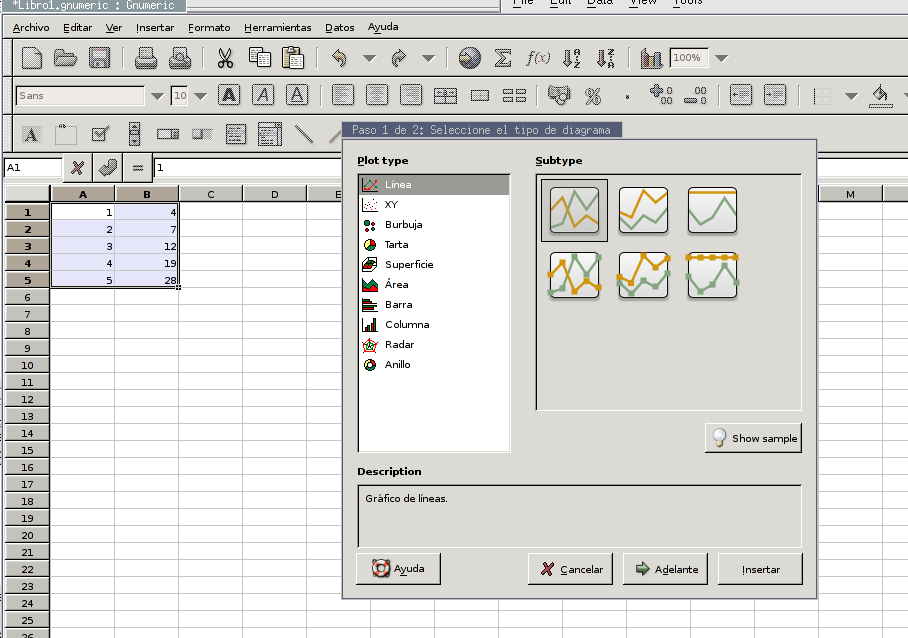 *Libro1.gnumeric : Gnumeric
File Edit Data View Tools
Archivo Editar Ver Insertar Formato Herramientas Datos Ayuda
f(x) 100%
Sans 10 A A A
A
A1 = 1
A B C D E M
1 1 4
2 2 7
3 3 12
4 4 19
5 5 28
6
7
8
9
10
11
12
13
14
15
16
17
18
19
20
21
22
23
24
25
26
Paso 1 de 2: Seleccione el tipo de diagrama
Plot type
Línea
XY
Burbuja
Tarta
Superficie
Área
Barra
Columna
Radar
Anillo
Subtype
Show sample
Description
Gráfico de líneas.
Ayuda Cancelar Adelante Insertar